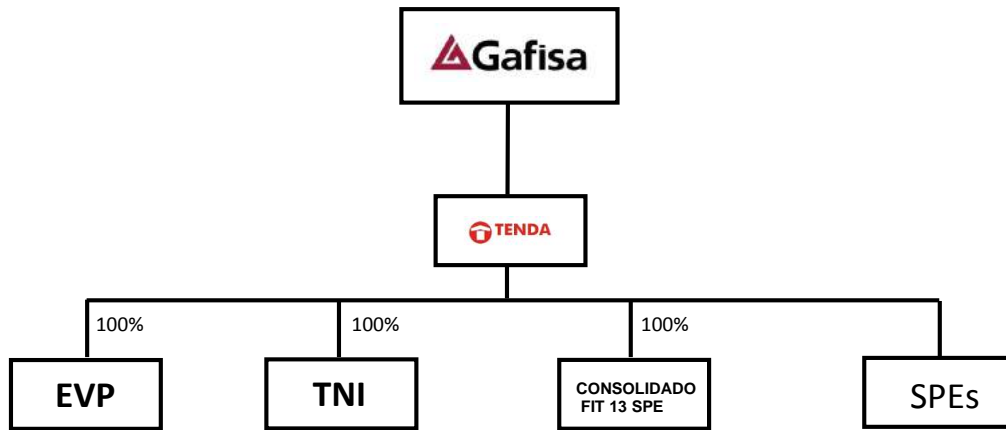 Gafisa
TENDA
100%
100%
100%
EVP
TNI
CONSOLIDADO
FIT 13 SPE
SPEs